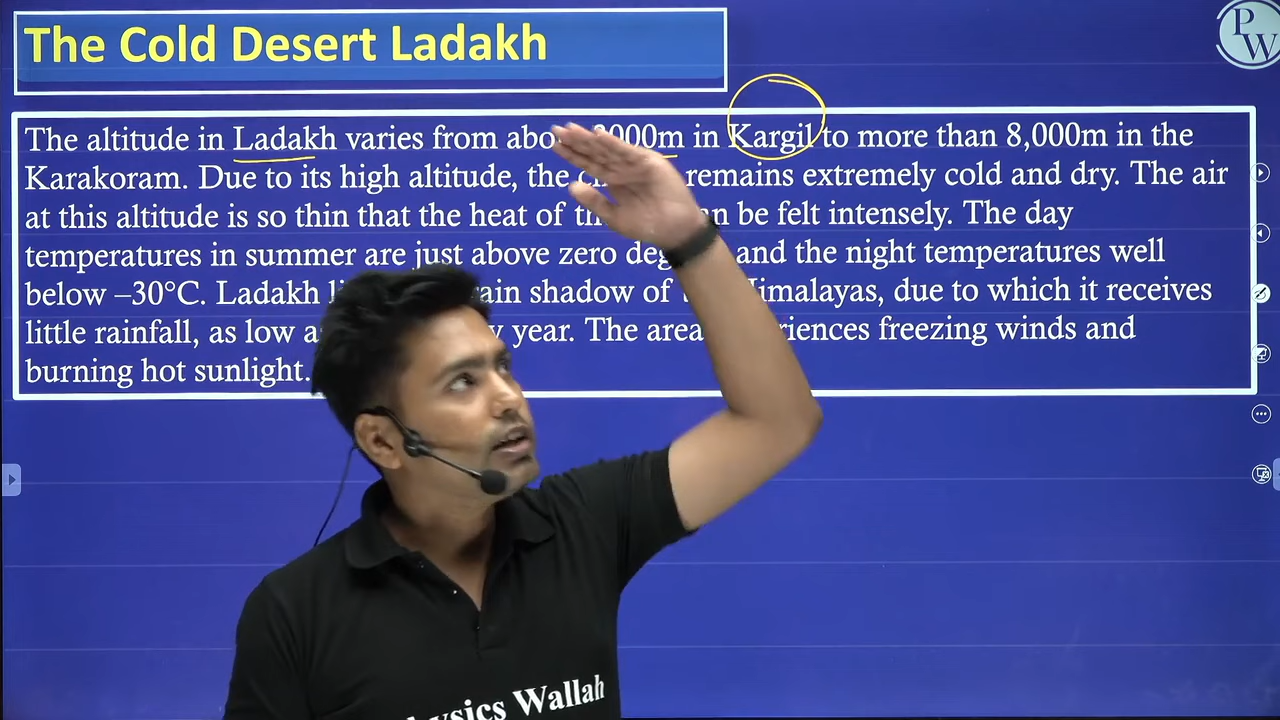 The Cold Desert Ladakh
P
W
The altitude in Ladakh varies from 000m in Kargil to more than 8,000m in the
Karakoram. Due to its high altitude, the remains extremely cold and dry. The air
at this altitude is so thin that the heat of be felt intensely. The day
temperatures in summer are just above zero and the night temperatures well
below –30°C. Ladakh shadow of Himalayas, due to which it receives
little rainfall, as low year. The area freezing winds and
burning hot sunlight.
Wallah